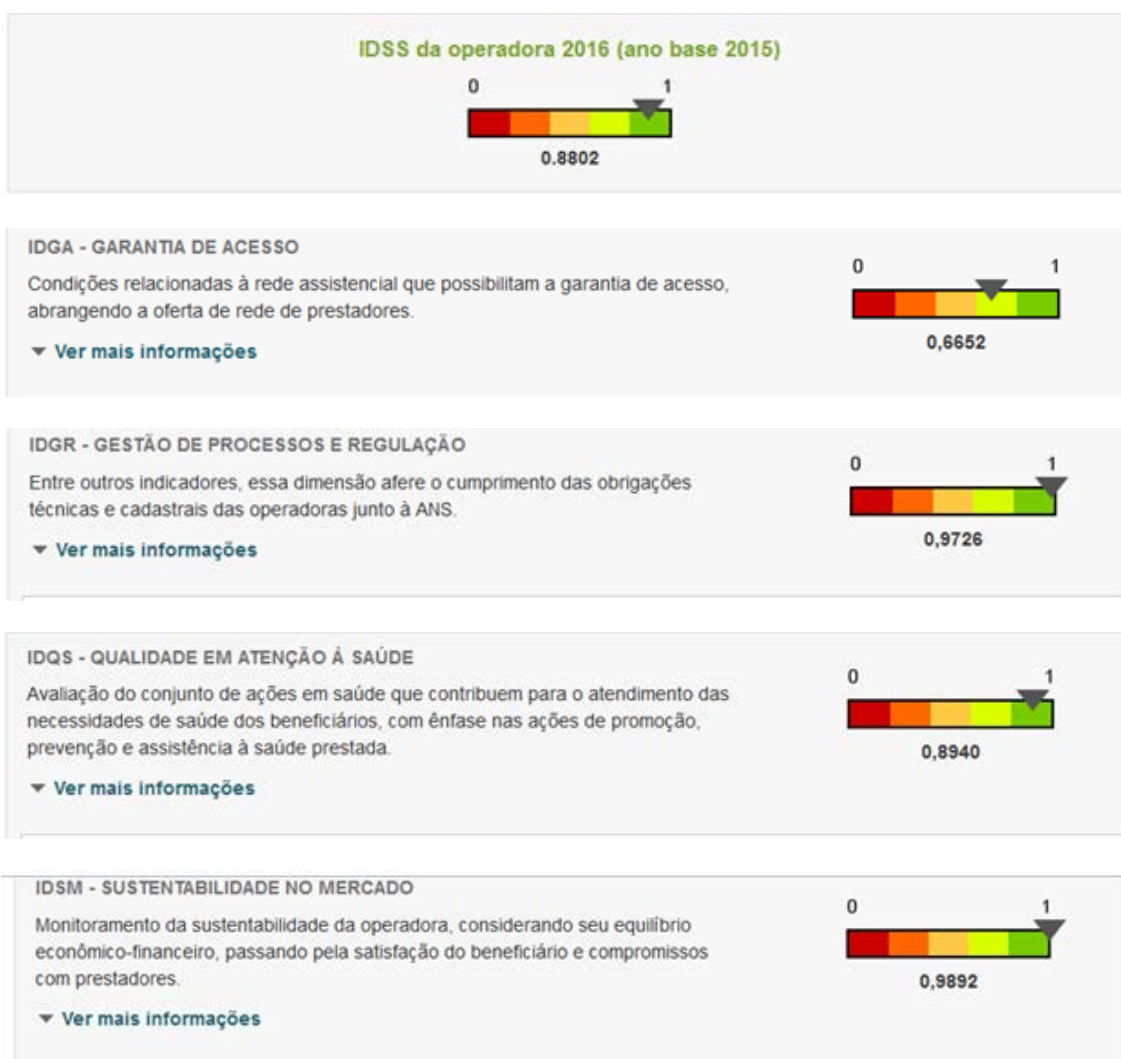 IDSS da operadora 2016 (ano base 2015)
0 1
0.8802
IDGA - GARANTIA DE ACESSO
Condições relacionadas à rede assistencial que possibilitam a garantia de acesso,
abrangendo a oferta de rede de prestadores.
Ver mais informações
0 1
0,6652
IDGR - GESTÃO DE PROCESSOS E REGULAÇÃO
Entre outros indicadores, essa dimensão afere o cumprimento das obrigações
técnicas e cadastrais das operadoras junto à ANS.
Ver mais informações
0 1
0,9726
IDQS - QUALIDADE EM ATENÇÃO À SAÚDE
Avaliação do conjunto de ações em saúde que contribuem para o atendimento das
necessidades de saúde dos beneficiários, com ênfase nas ações de promoção,
prevenção e assistência à saúde prestada.
Ver mais informações
0 1
0,8940
IDSM - SUSTENTABILIDADE NO MERCADO
Monitoramento da sustentabilidade da operadora, considerando seu equilíbrio
econômico-financeiro, passando pela satisfação do beneficiário e compromissos
com prestadores.
Ver mais informações
0 1
0,9892